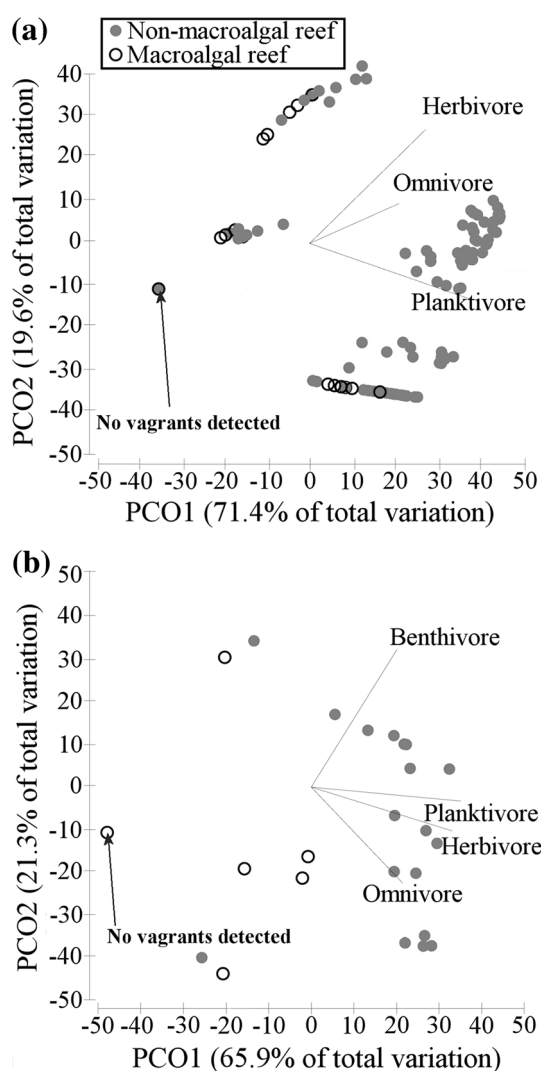 (a)
Non-macroalgal reef
Macroalgal reef
40
30
20
10
0
-10
-20
-30
-40
-50
PCO2 (19.6% of total variation)
Herbivore
Omnivore
Planktivore
No vagrants detected
-50 -40 -30 -20 -10 0 10 20 30 40 50
PCO1 (71.4% of total variation)
(b)
50
40
30
20
10
0
-10
-20
-30
-40
-50
PCO2 (21.3% of total variation)
Benthivore
Planktivore
Herbivore
Omnivore
No vagrants detected
-50 -40 -30 -20 -10 0 10 20 30 40 50
PCO1 (65.9% of total variation)